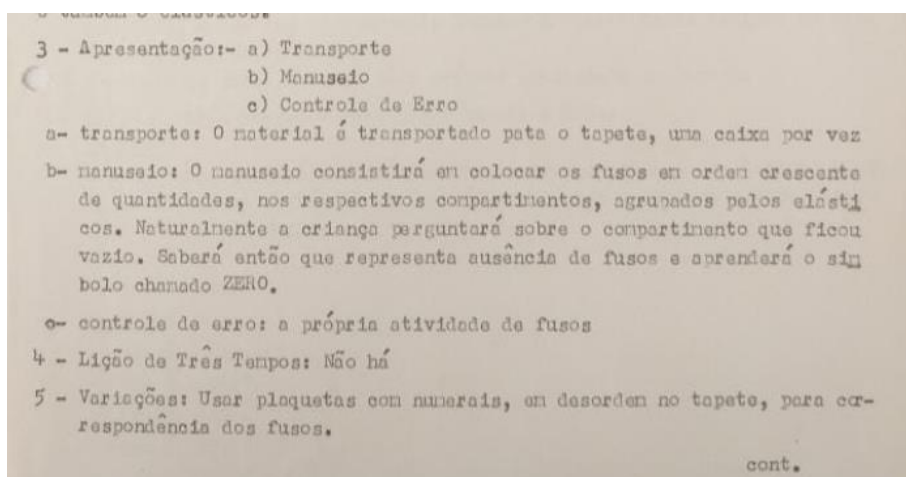 3 - Apresentação:- a) Transporte
b) Manuseio
c) Controle de Erro
a- transporte: O material é transportado pata o tapete, uma caixa por vez
b- manuseio: O manuseio consistirá em colocar os fusos em ordem crescente
de quantidades, nos respectivos compartimentos, agrupados pelos elásti
cos. Naturalmente a criança perguntará sobre o compartimento que ficou
vazio. Saberá então que representa ausência de fusos e aprenderá o sím
bolo chamado ZERO.
c- controle de erro: a própria atividade de fusos
4 - Lição de Três Tempos: Não há
5 - Variações: Usar plaquetas com numerais, em desordem no tapete, para cor-
respondência dos fusos.
cont.